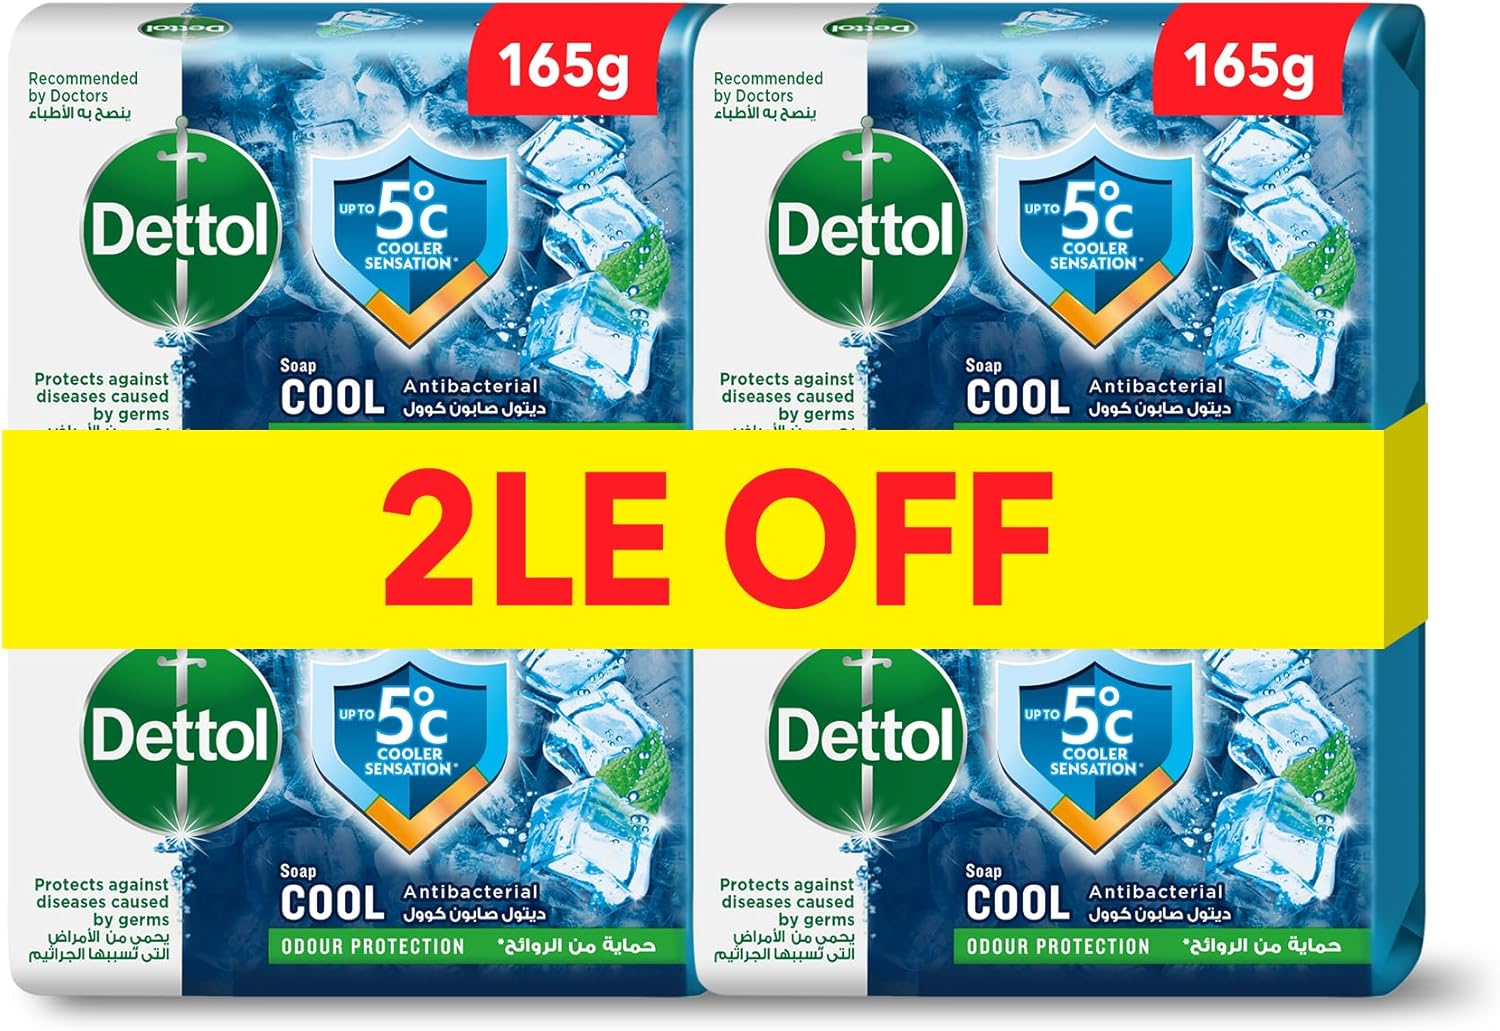 Dettol
165g
Recommended
by Doctors
ينصح به الأطباء
Dettol
UP TO 5°C
COOLER
SENSATION*
Protects against
diseases caused
by germs
Soap
COOL Antibacterial
ديتول صابون كوول
Dettol
165g
Recommended
by Doctors
ينصح به الأطباء
Dettol
UP TO 5°C
COOLER
SENSATION*
Protects against
diseases caused
by germs
Soap
COOL Antibacterial
ديتول صابون كوول
2LE OFF
Dettol
UP TO 5°C
COOLER
SENSATION*
Protects against
diseases caused
by germs
يحمي من الأمراض
التى تسببها الجراثيم
Soap
COOL Antibacterial
ديتول صابون كوول
ODOUR PROTECTION حماية من الروائح*
Dettol
UP TO 5°C
COOLER
SENSATION*
Protects against
diseases caused
by germs
يحمي من الأمراض
التى تسببها الجراثيم
Soap
COOL Antibacterial
ديتول صابون كوول
ODOUR PROTECTION حماية من الروائح*